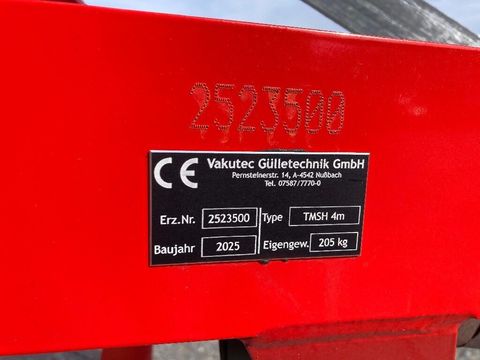 2523500
CE Vakutec Gülletechnik GmbH
Pernsteinerstr. 14, A-4542 Nußbach
Tel. 07587/7770-0
Erz.Nr. 2523500 Type TMSH 4m
Baujahr 2025 Eigengew. 205 kg